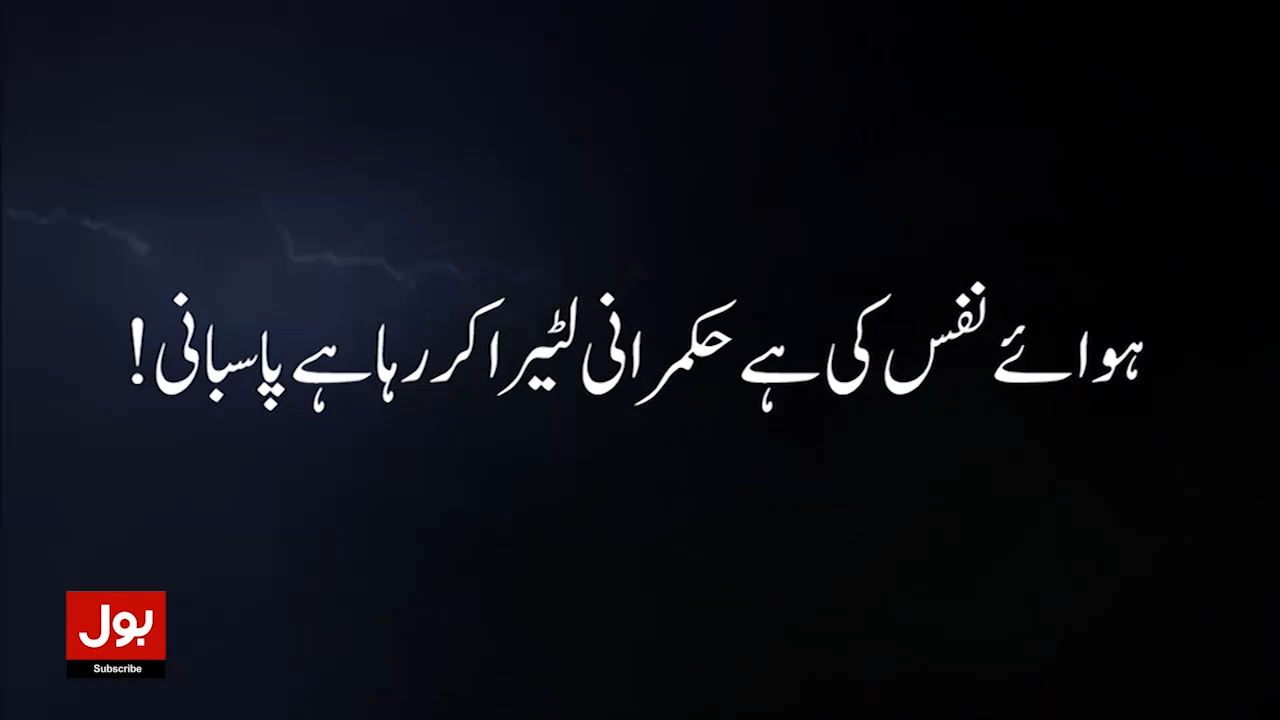 ہوائے نفس کی ہے حکمرانی لٹیرا کر رہا ہے پاسبانی!
بول
Subscribe